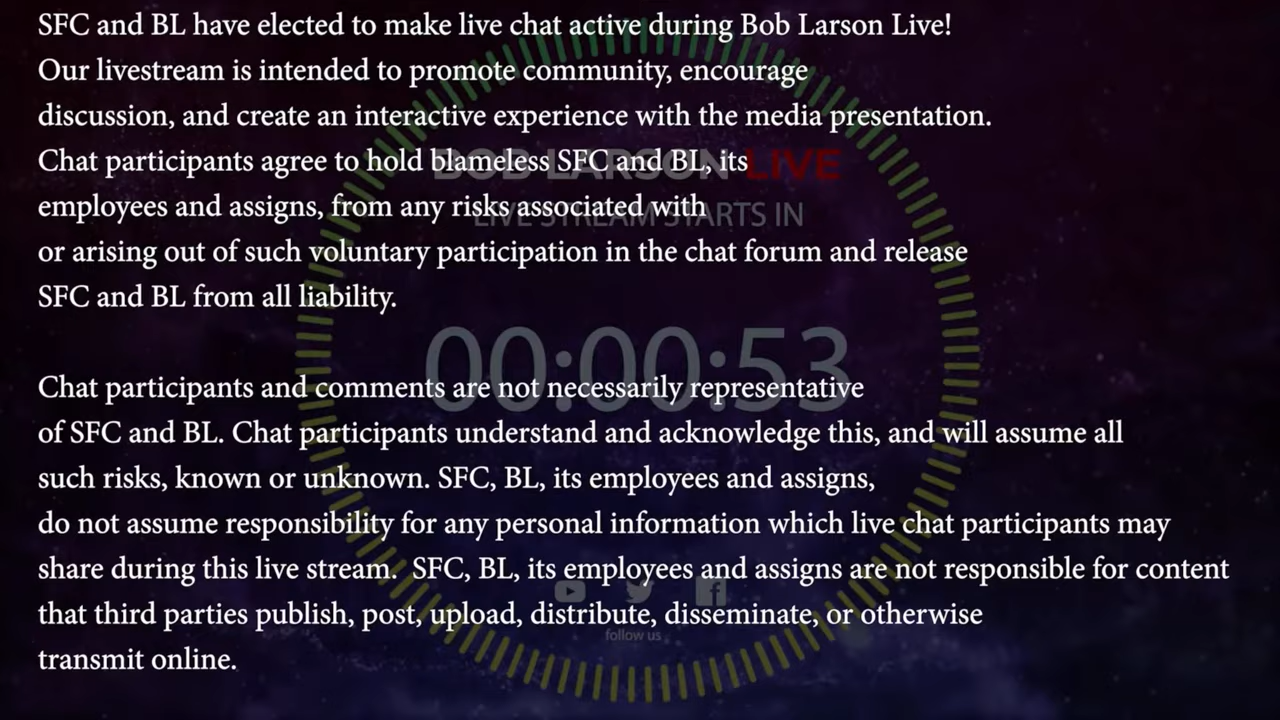 SFC and BL have elected to make live chat active during Bob Larson Live!
Our livestream is intended to promote community, encourage
discussion, and create an interactive experience with the media presentation.
Chat participants agree to hold blameless SFC and BL, its
employees and assigns, from any risks associated with
or arising out of such voluntary participation in the chat forum and release
SFC and BL from all liability.
Chat participants and comments are not necessarily representative
of SFC and BL. Chat participants understand and acknowledge this, and will assume all
such risks, known or unknown. SFC, BL, its employees and assigns,
do not assume responsibility for any personal information which live chat participants may
share during this live stream.  SFC, BL, its employees and assigns are not responsible for content
that third parties publish, post, upload, distribute, disseminate, or otherwise
transmit online.
BOB LARSON LIVE
LIVE STREAM STARTS IN
00:00:53
follow us